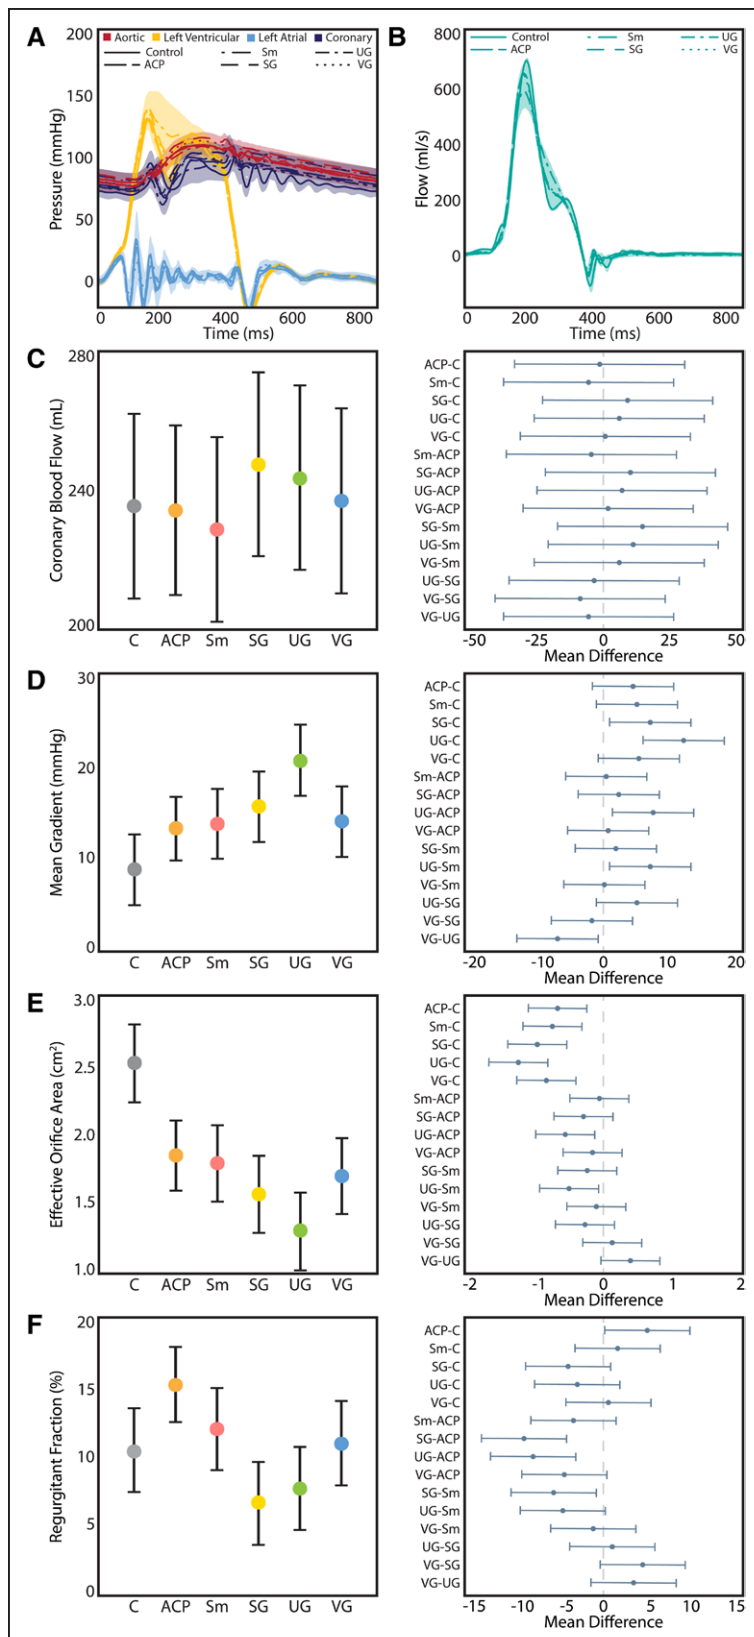 A
Aortic Left Ventricular Left Atrial Coronary
Control Sm UG
ACP SG VG
200
150
100
50
0
Pressure (mmHg)
0 200 400 600 800
Time (ms)
B
Control Sm UG
ACP SG VG
800
600
400
200
0
Flow (ml/s)
0 200 400 600 800
Time (ms)
C
280
240
200
Coronary Blood Flow (mL)
C ACP Sm SG UG VG
ACP-C
Sm-C
SG-C
UG-C
VG-C
Sm-ACP
SG-ACP
UG-ACP
VG-ACP
SG-Sm
UG-Sm
VG-Sm
UG-SG
VG-SG
VG-UG
-50 -25 0 25 50
Mean Difference
D
30
20
10
0
Mean Gradient (mmHg)
C ACP Sm SG UG VG
ACP-C
Sm-C
SG-C
UG-C
VG-C
Sm-ACP
SG-ACP
UG-ACP
VG-ACP
SG-Sm
UG-Sm
VG-Sm
UG-SG
VG-SG
VG-UG
-20 -10 0 10 20
Mean Difference
E
3.0
2.5
2.0
1.5
1.0
Effective Orifice Area (cm²)
C ACP Sm SG UG VG
ACP-C
Sm-C
SG-C
UG-C
VG-C
Sm-ACP
SG-ACP
UG-ACP
VG-ACP
SG-Sm
UG-Sm
VG-Sm
UG-SG
VG-SG
VG-UG
-2 -1 0 1 2
Mean Difference
F
20
15
10
5
0
Regurgitant Fraction (%)
C ACP Sm SG UG VG
ACP-C
Sm-C
SG-C
UG-C
VG-C
Sm-ACP
SG-ACP
UG-ACP
VG-ACP
SG-Sm
UG-Sm
VG-Sm
UG-SG
VG-SG
VG-UG
-15 -10 -5 0 5 10 15
Mean Difference